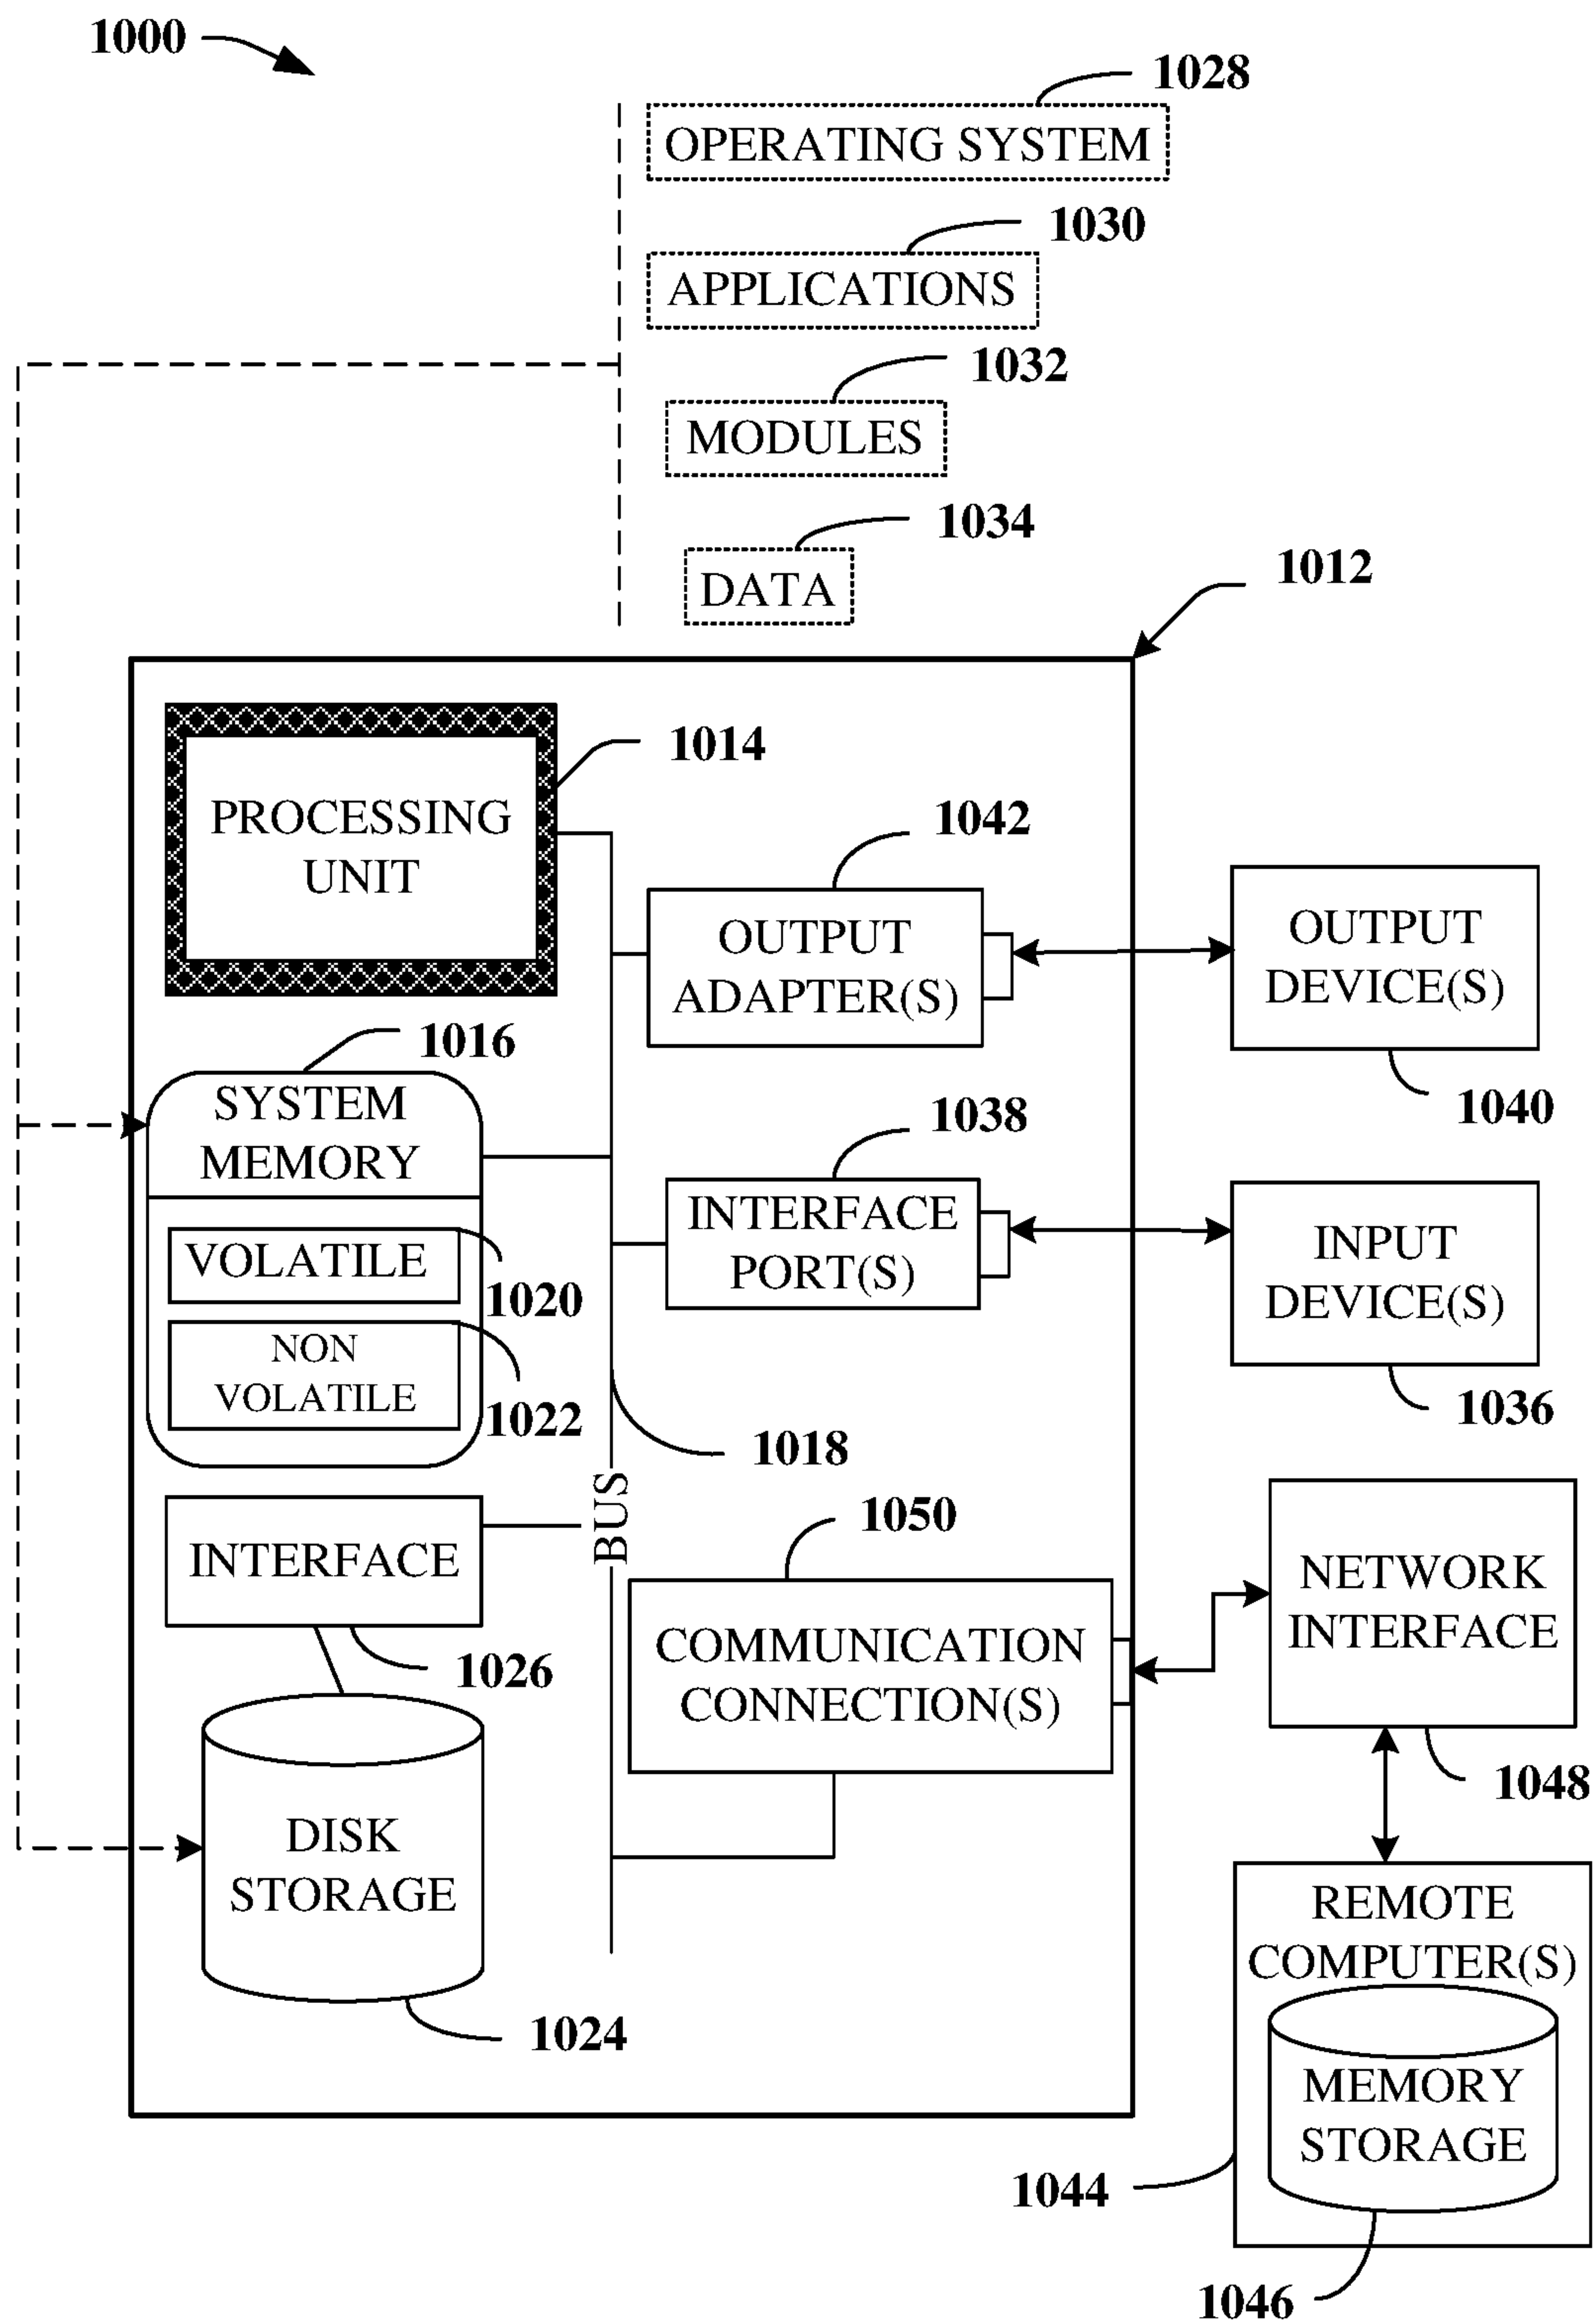 1000
1028
OPERATING SYSTEM
1030
APPLICATIONS
1032
MODULES
1034
DATA
1012
PROCESSING
UNIT
1014
1042
OUTPUT
ADAPTER(S)
OUTPUT
DEVICE(S)
1040
1016
SYSTEM
MEMORY
VOLATILE
1020
NON
VOLATILE
1022
1038
INTERFACE
PORT(S)
INPUT
DEVICE(S)
1036
1018
BUS
INTERFACE
1026
1050
COMMUNICATION
CONNECTION(S)
NETWORK
INTERFACE
1048
DISK
STORAGE
1024
REMOTE
COMPUTER(S)
MEMORY
STORAGE
1044
1046